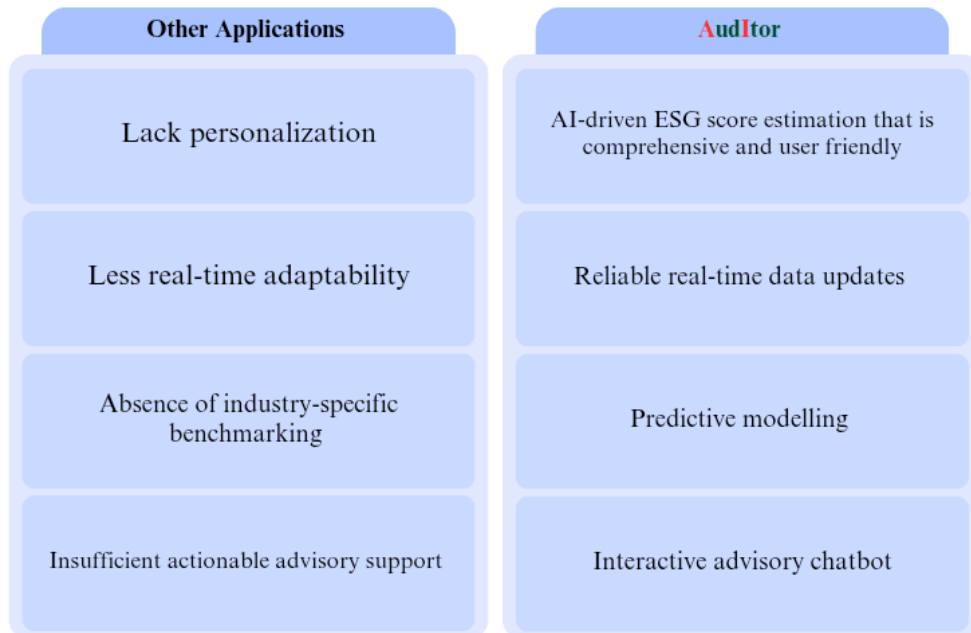 Other Applications
AudItor
Lack personalization
AI-driven ESG score estimation that is
comprehensive and user friendly
Less real-time adaptability
Reliable real-time data updates
Absence of industry-specific
benchmarking
Predictive modelling
Insufficient actionable advisory support
Interactive advisory chatbot